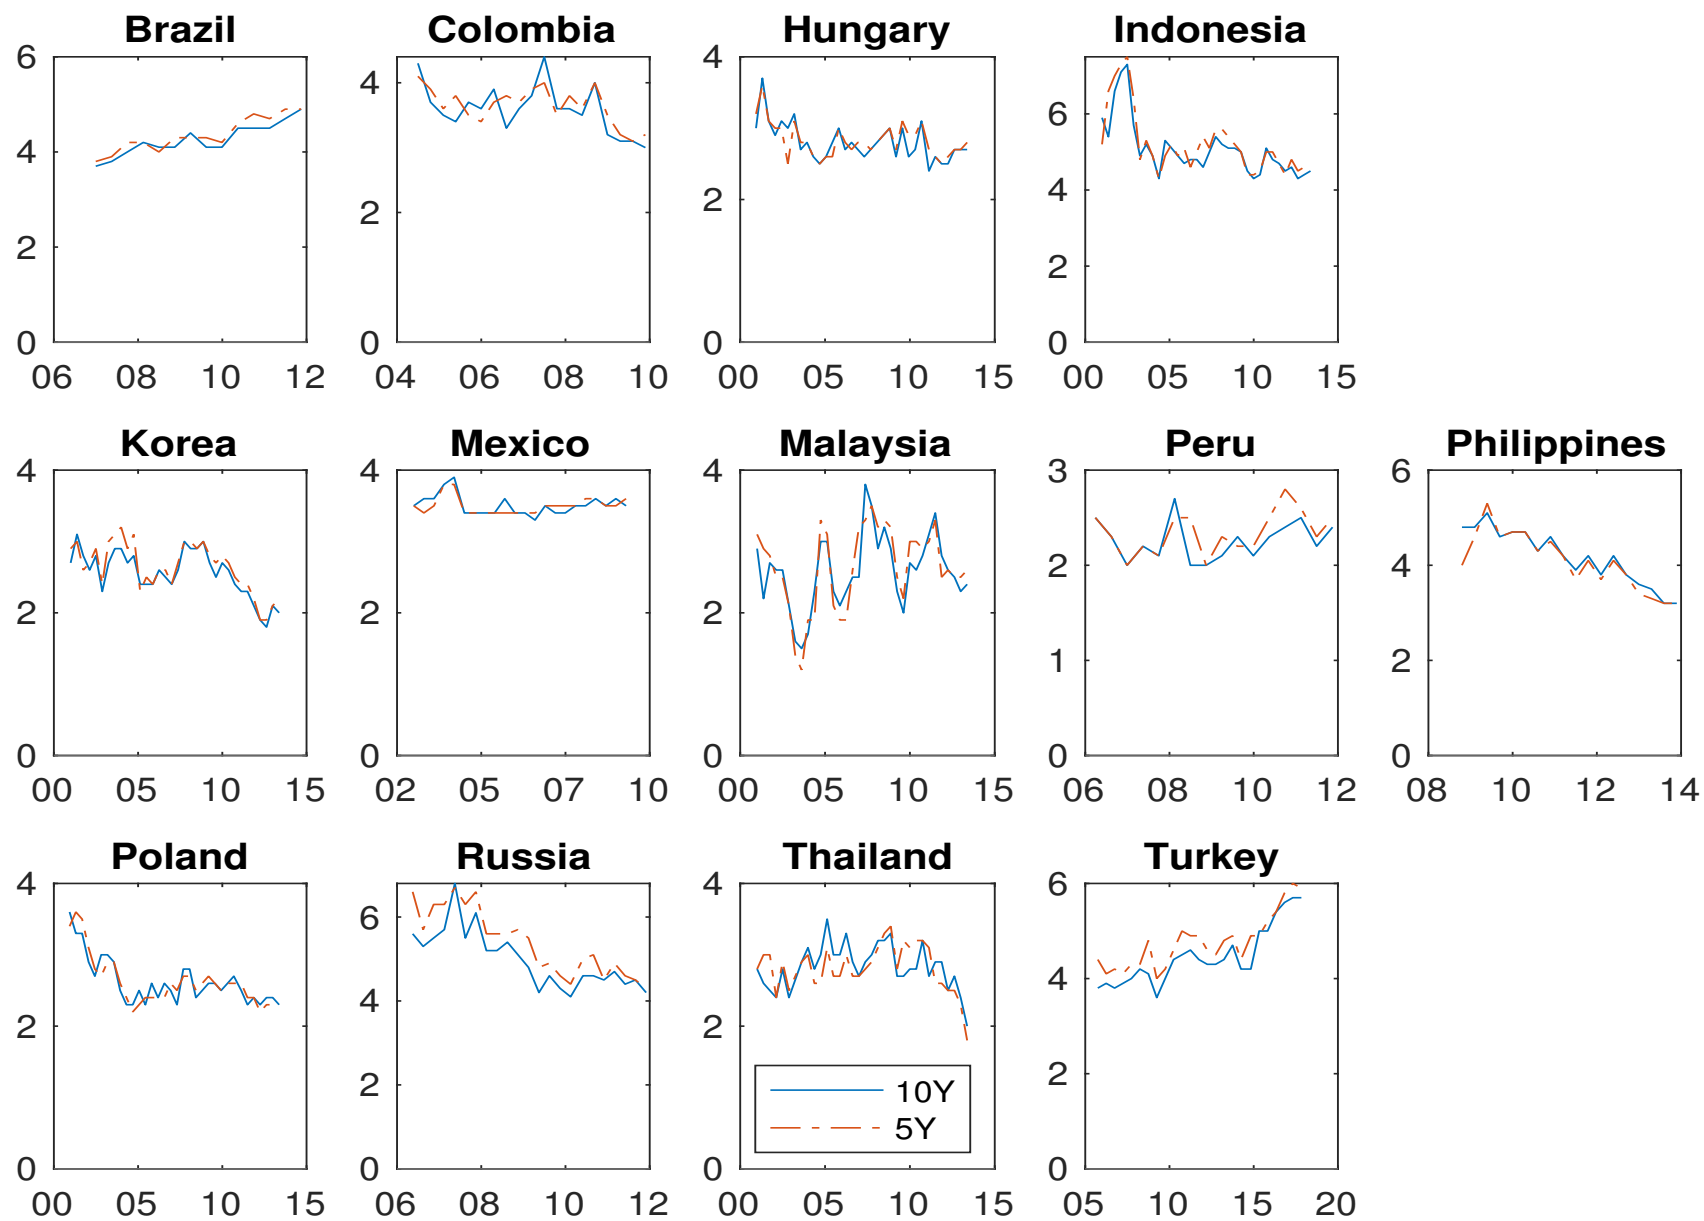 Brazil Colombia Hungary Indonesia
6 4 2 0
4 2 0
4 2 0
6 4 2 0
06 08 10 12
04 06 08 10
00 05 10 15
00 05 10 15
Korea Mexico Malaysia Peru Philippines
4 2 0
4 2 0
4 2 0
3 2 1 0
6 4 2 0
00 05 10 15
02 05 07 10
00 05 10 15
06 08 10 12
08 10 12 14
Poland Russia Thailand Turkey
4 2 0
6 4 2 0
4 2 0
6 4 2 0
10Y
5Y
00 05 10 15
06 08 10 12
00 05 10 15
05 10 15 20